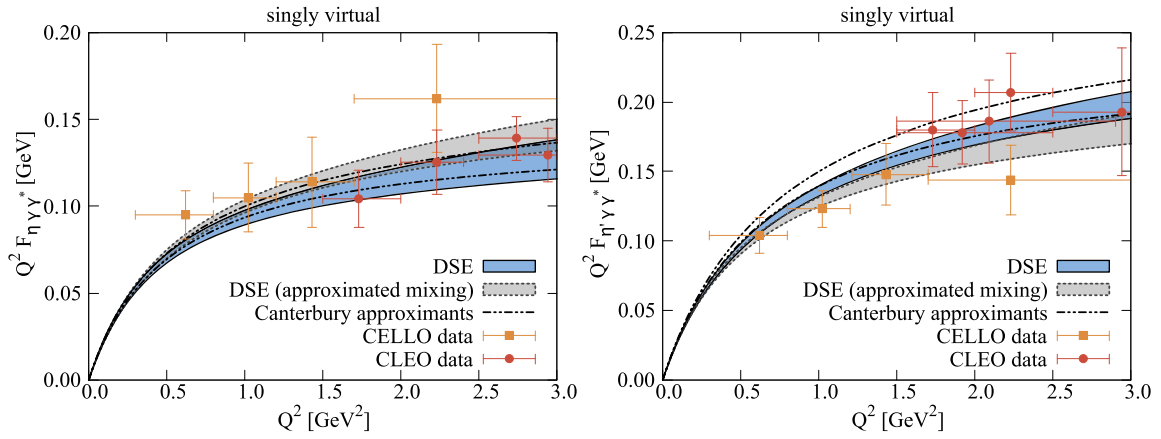 singly virtual
0.20
0.15
0.10
0.05
0.00
Q² F_ηγγ* [GeV]
DSE
DSE (approximated mixing)
Canterbury approximants
CELLO data
CLEO data
0.0 0.5 1.0 1.5 2.0 2.5 3.0
Q² [GeV²]
singly virtual
0.25
0.20
0.15
0.10
0.05
0.00
Q² F_η'γγ* [GeV]
DSE
DSE (approximated mixing)
Canterbury approximants
CELLO data
CLEO data
0.0 0.5 1.0 1.5 2.0 2.5 3.0
Q² [GeV²]